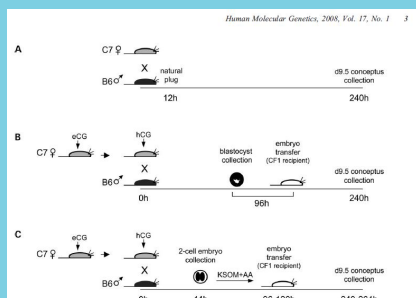 Human Molecular Genetics, 2008, Vol. 17, No. 1 3
A
C7 ♀
X
B6♂
natural
plug
d9.5 conceptus
collection
12h
240h
B
eCG
hCG
C7 ♀
X
B6♂
blastocyst
collection
embryo
transfer
(CF1 recipient)
d9.5 conceptus
collection
0h
96h
240h
C
eCG
hCG
C7 ♀
X
B6♂
2-cell embryo
collection
KSOM+AA
embryo
transfer
(CF1 recipient)
d9.5 conceptus
collection
0h